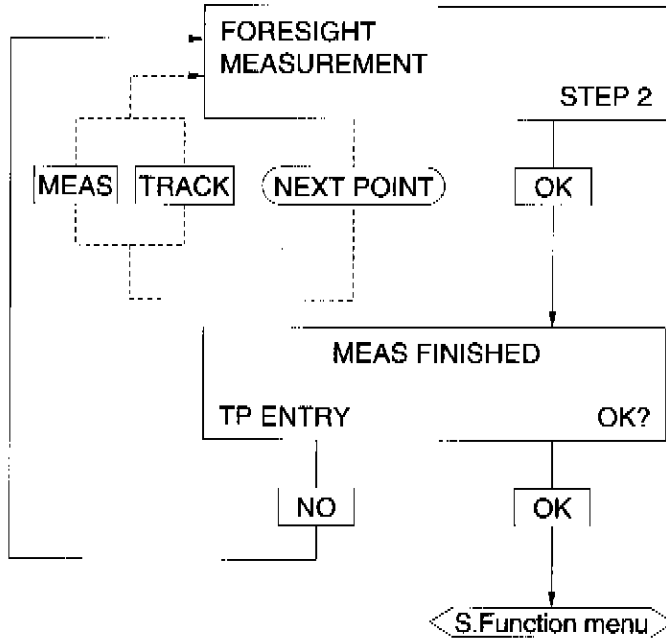 FORESIGHT
MEASUREMENT
STEP 2
MEAS
TRACK
NEXT POINT
OK
MEAS FINISHED
TP ENTRY
OK?
NO
OK
S.Function menu